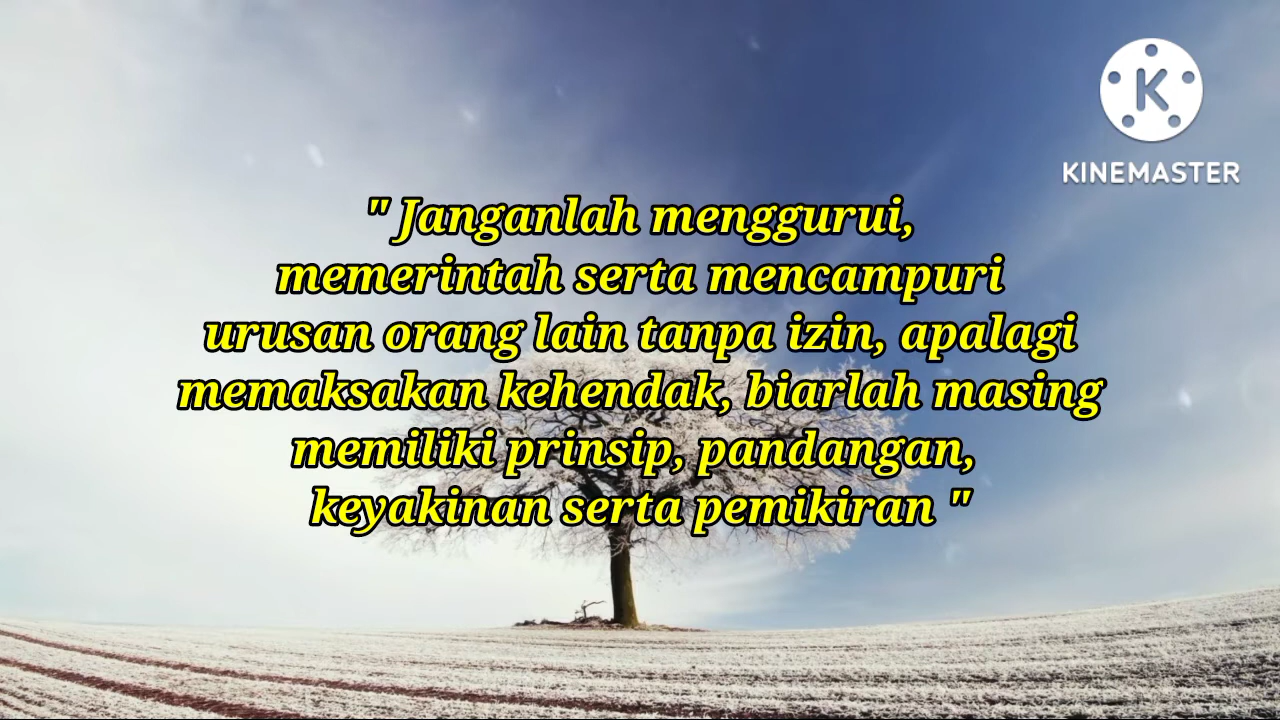 KINEMASTER
" Janganlah menggurui,
memerintah serta mencampuri
urusan orang lain tanpa izin, apalagi
memaksakan kehendak, biarlah masing
memiliki prinsip, pandangan,
keyakinan serta pemikiran "